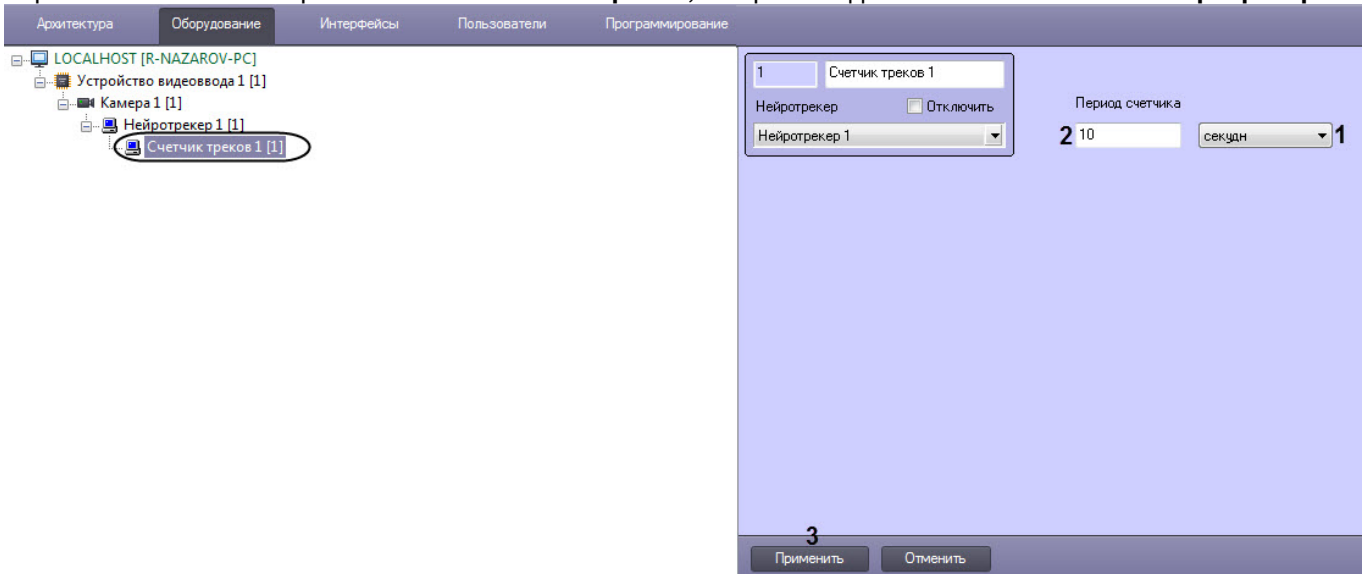 Архитектура Оборудование Интерфейсы Пользователи Программирование
LOCALHOST [R-NAZAROV-PC]
Устройство видеоввода 1 [1]
Камера 1 [1]
Нейротрекер 1 [1]
Счетчик треков 1 [1]
1 Счетчик треков 1
Нейротрекер Отключить
Нейротрекер 1
Период счетчика
2 10 секудн 1
3
Применить Отменить